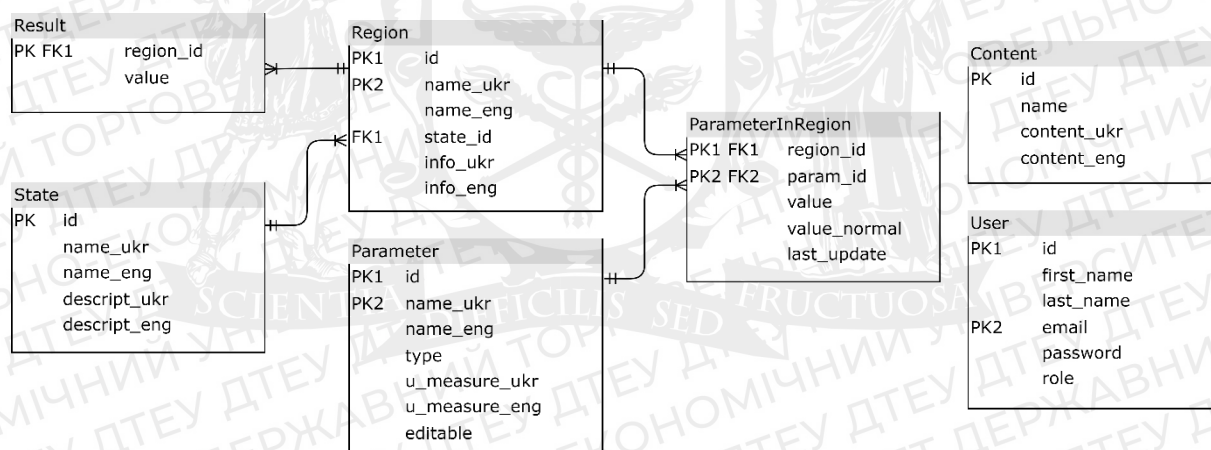 Result
PK FK1 region_id
value
State
PK id
name_ukr
name_eng
descript_ukr
descript_eng
Region
PK1 id
PK2 name_ukr
name_eng
FK1 state_id
info_ukr
info_eng
Parameter
PK1 id
PK2 name_ukr
name_eng
type
u_measure_ukr
u_measure_eng
editable
ParameterInRegion
PK1 FK1 region_id
PK2 FK2 param_id
value
value_normal
last_update
Content
PK id
name
content_ukr
content_eng
User
PK1 id
first_name
last_name
PK2 email
password
role
SED
FRUCTUOSA
ДТЕУ